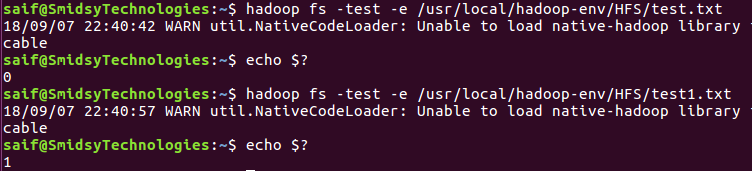 saif@SmidsyTechnologies:~$ hadoop fs -test -e /usr/local/hadoop-env/HFS/test.txt
18/09/07 22:40:42 WARN util.NativeCodeLoader: Unable to load native-hadoop library
cable
saif@SmidsyTechnologies:~$ echo $?
0
saif@SmidsyTechnologies:~$ hadoop fs -test -e /usr/local/hadoop-env/HFS/test1.txt
18/09/07 22:40:57 WARN util.NativeCodeLoader: Unable to load native-hadoop library
cable
saif@SmidsyTechnologies:~$ echo $?
1